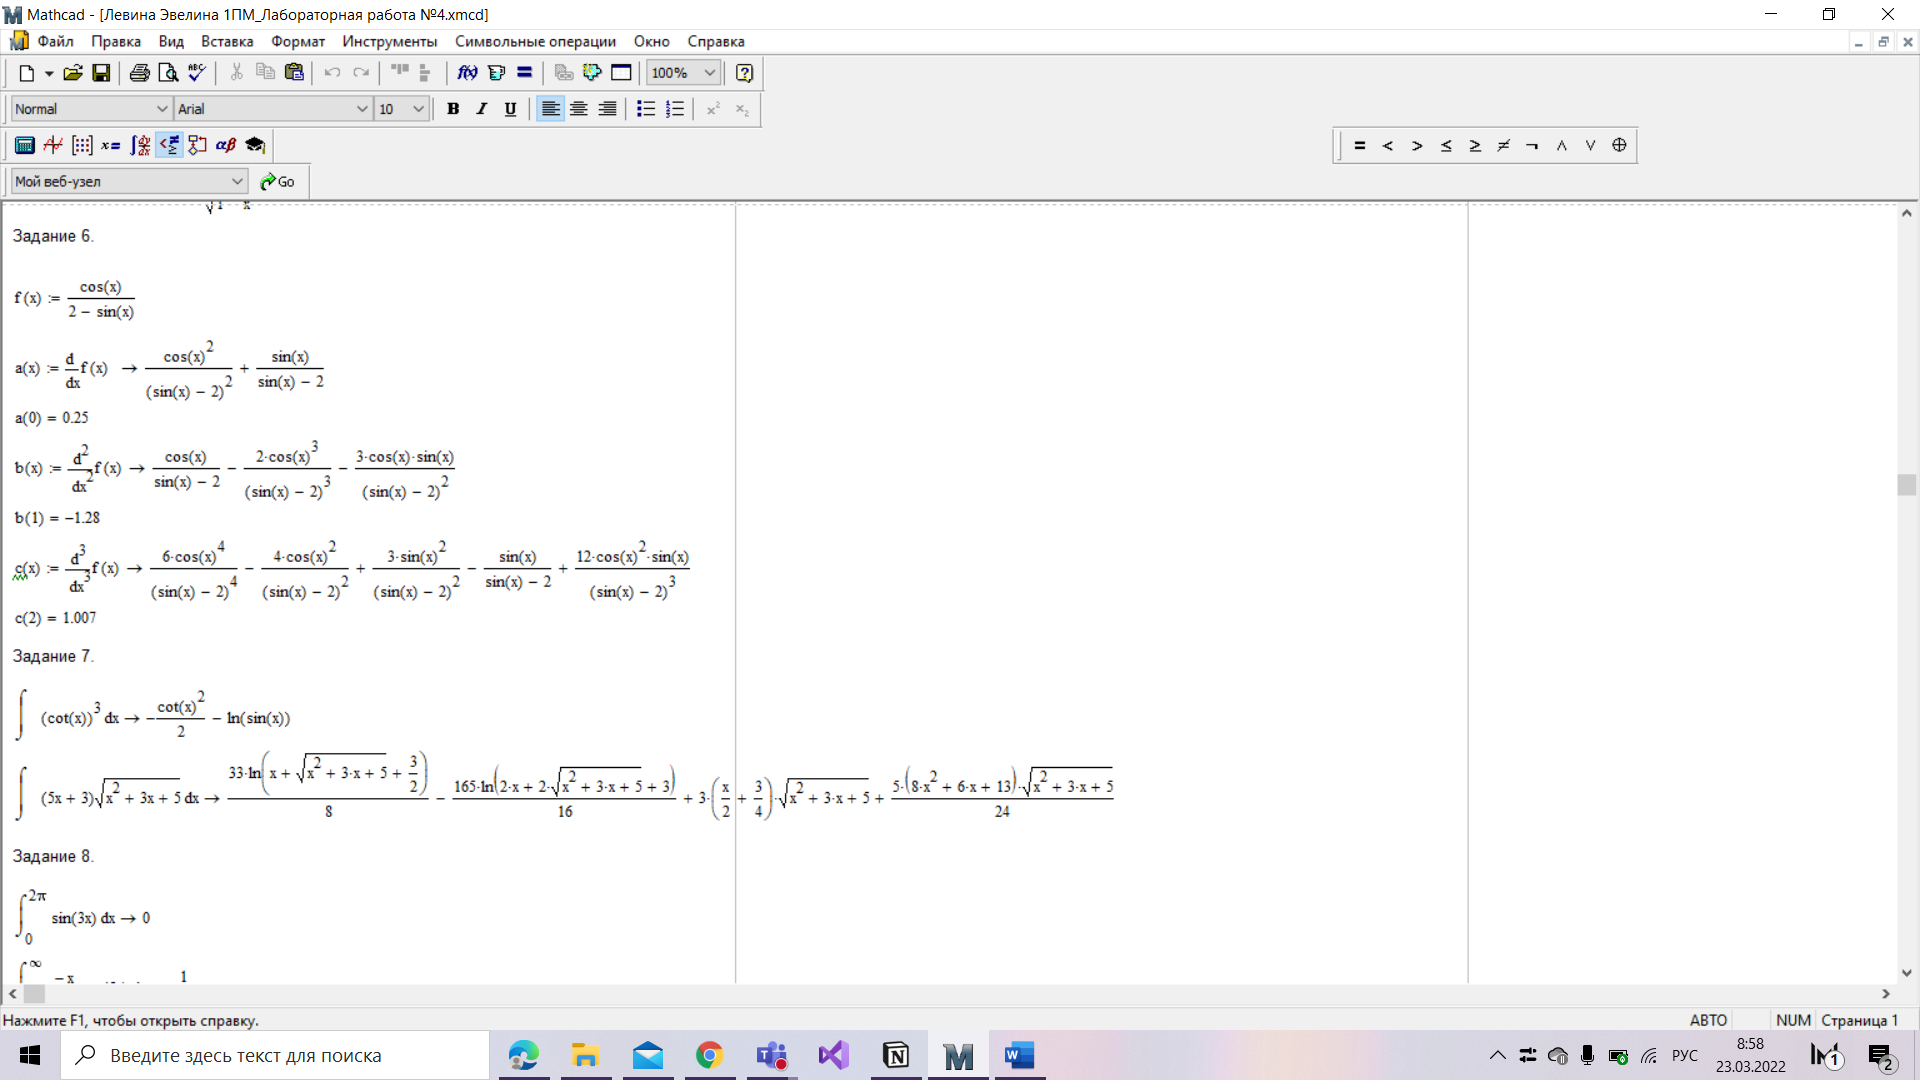 Mathcad - [Левина Эвелина 1ПМ_Лабораторная работа №4.xmcd]
Файл Правка Вид Вставка Формат Инструменты Символьные операции Окно Справка
100%
Normal Arial 10 B I U x² x₂
x= αβ = < > ≤ ≥ ≠ ¬ ∧ ∨ ⊕
Мой веб-узел Go
Задание 6.
f(x) := cos(x) / (2 − sin(x))
a(x) := d/dx f(x) → cos(x)^2 / (sin(x) − 2)^2 + sin(x) / (sin(x) − 2)
a(0) = 0.25
b(x) := d^2/dx^2 f(x) → cos(x) / (sin(x) − 2) − 2·cos(x)^3 / (sin(x) − 2)^3 − 3·cos(x)·sin(x) / (sin(x) − 2)^2
b(1) = −1.28
c(x) := d^3/dx^3 f(x) → 6·cos(x)^4 / (sin(x) − 2)^4 − 4·cos(x)^2 / (sin(x) − 2)^2 + 3·sin(x)^2 / (sin(x) − 2)^2 − sin(x) / (sin(x) − 2) + 12·cos(x)^2·sin(x) / (sin(x) − 2)^3
c(2) = 1.007
Задание 7.
∫ (cot(x))^3 dx → −cot(x)^2 / 2 − ln(sin(x))
∫ (5x + 3)√(x^2 + 3x + 5) dx → 33·ln(x + √(x^2 + 3·x + 5) + 3/2) / 8 − 165·ln(2·x + 2·√(x^2 + 3·x + 5) + 3) / 16 + 3·(x/2 + 3/4)·√(x^2 + 3·x + 5) + 5·(8·x^2 + 6·x + 13)·√(x^2 + 3·x + 5) / 24
Задание 8.
∫_0^2π sin(3x) dx → 0
Нажмите F1, чтобы открыть справку. АВТО NUM Страница 1
Введите здесь текст для поиска
РУС
8:58
23.03.2022
1
2